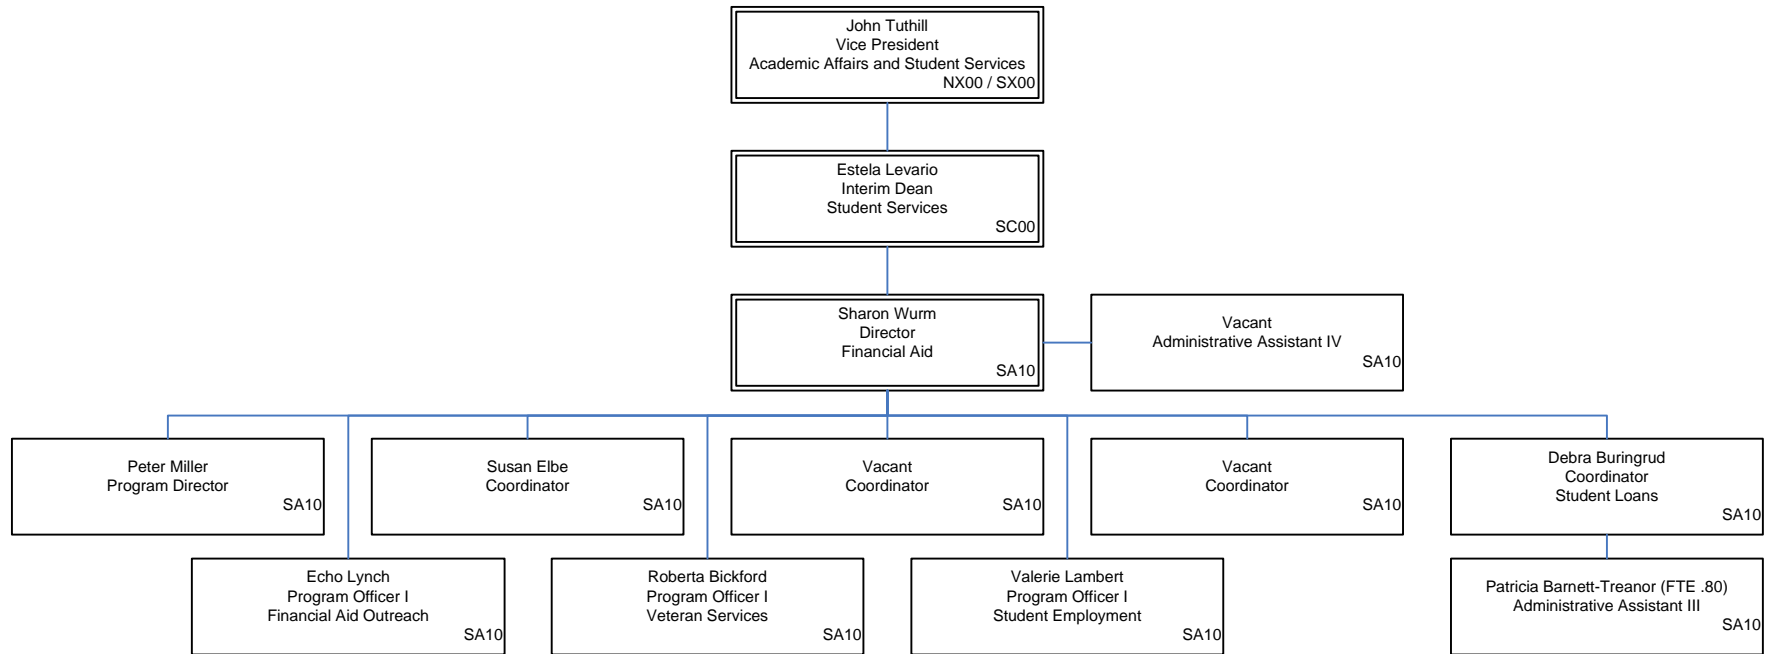 John Tuthill
Vice President
Academic Affairs and Student Services
NX00 / SX00
Estela Levario
Interim Dean
Student Services
SC00
Sharon Wurm
Director
Financial Aid
SA10
Vacant
Administrative Assistant IV
SA10
Peter Miller
Program Director
SA10
Susan Elbe
Coordinator
SA10
Vacant
Coordinator
SA10
Vacant
Coordinator
SA10
Debra Buringrud
Coordinator
Student Loans
SA10
Echo Lynch
Program Officer I
Financial Aid Outreach
SA10
Roberta Bickford
Program Officer I
Veteran Services
SA10
Valerie Lambert
Program Officer I
Student Employment
SA10
Patricia Barnett-Treanor (FTE .80)
Administrative Assistant III
SA10